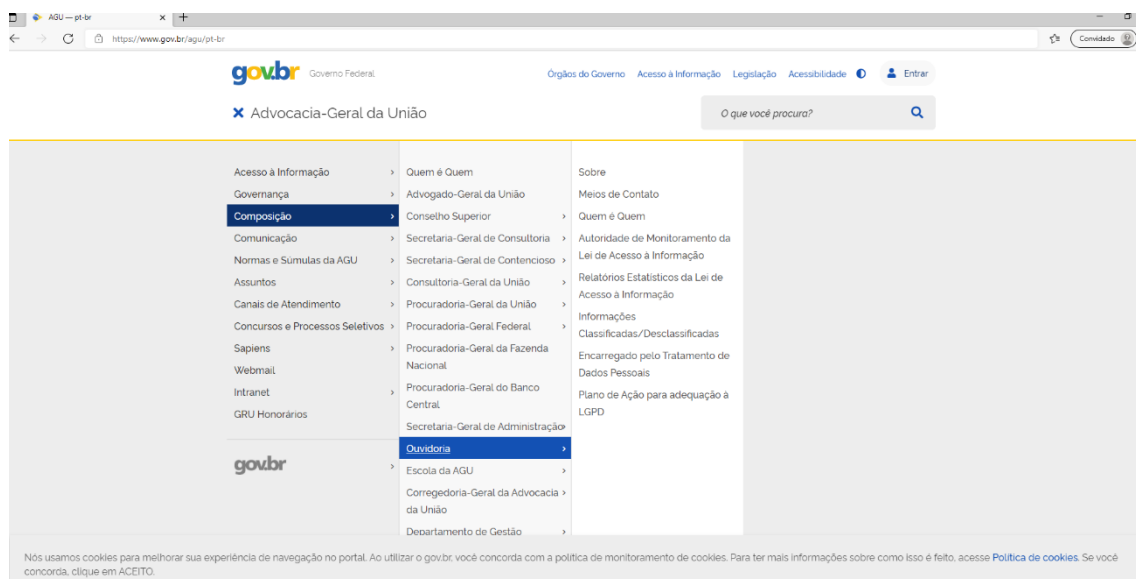 AGU — pt-br
https://www.gov.br/agu/pt-br
Convidado
gov.br Governo Federal
Órgãos do Governo Acesso à Informação Legislação Acessibilidade Entrar
Advocacia-Geral da União
O que você procura?
Acesso à Informação
Governança
Composição
Comunicação
Normas e Súmulas da AGU
Assuntos
Canais de Atendimento
Concursos e Processos Seletivos
Sapiens
Webmail
Intranet
GRU Honorários
gov.br
Quem é Quem
Advogado-Geral da União
Conselho Superior
Secretaria-Geral de Consultoria
Secretaria-Geral de Contencioso
Consultoria-Geral da União
Procuradoria-Geral da União
Procuradoria-Geral Federal
Procuradoria-Geral da Fazenda
Nacional
Procuradoria-Geral do Banco
Central
Secretaria-Geral de Administração
Ouvidoria
Escola da AGU
Corregedoria-Geral da Advocacia
da União
Departamento de Gestão
Sobre
Meios de Contato
Quem é Quem
Autoridade de Monitoramento da
Lei de Acesso à Informação
Relatórios Estatísticos da Lei de
Acesso à Informação
Informações
Classificadas/Desclassificadas
Encarregado pelo Tratamento de
Dados Pessoais
Plano de Ação para adequação à
LGPD
Nós usamos cookies para melhorar sua experiência de navegação no portal. Ao utilizar o gov.br, você concorda com a política de monitoramento de cookies. Para ter mais informações sobre como isso é feito, acesse Política de cookies. Se você
concorda, clique em ACEITO.